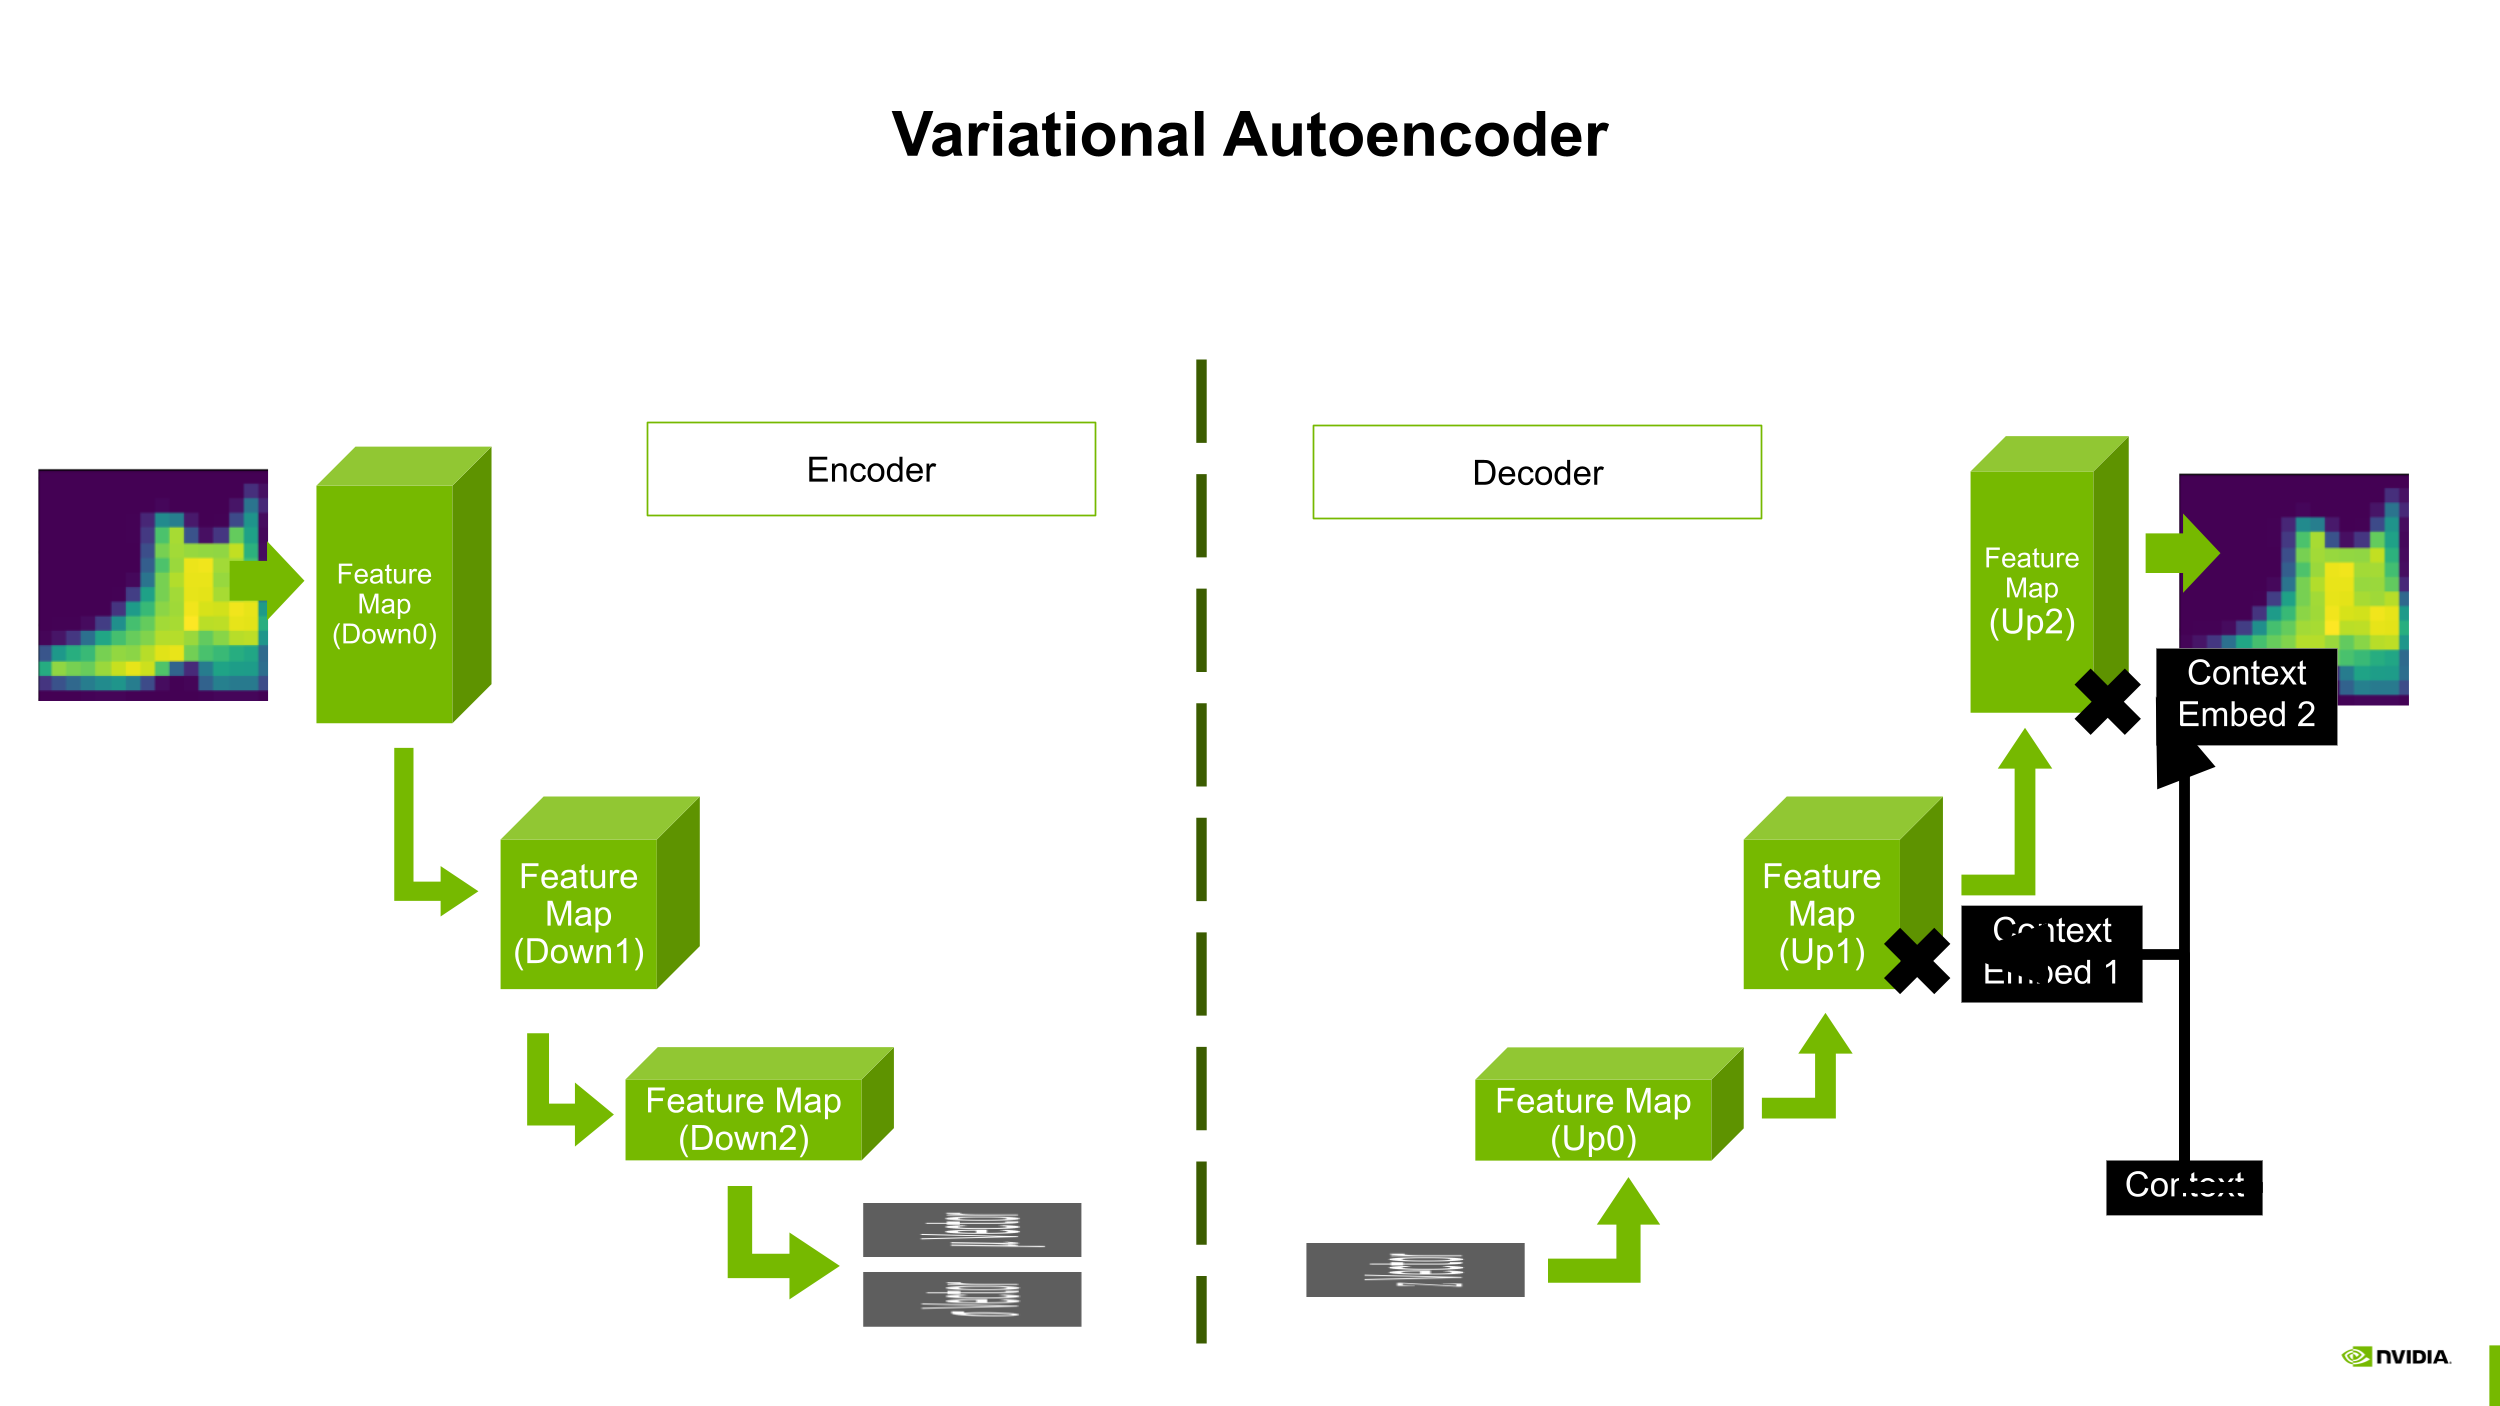 Variational Autoencoder
Encoder
Decoder
Feature
Map
(Down0)
Feature
Map
(Down1)
Feature Map
(Down2)
Feature Map
(Up0)
Feature
Map
(Up1)
Feature
Map
(Up2)
Context
Embed 2
Context
Embed 1
Context
NVIDIA